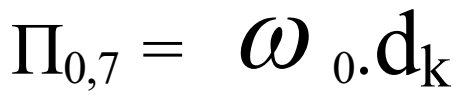 Π₀,₇ = ω ₀.dₖ